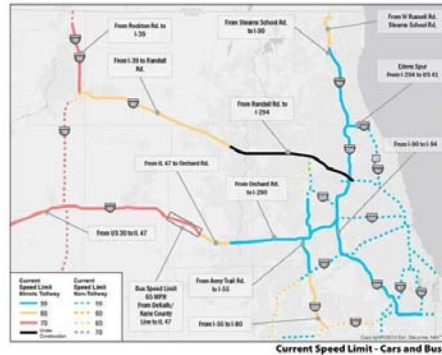 From Rockton Rd. to
I-39
From I-39 to Randall
Rd.
From Stearns School Rd.
to I-90
From W Russell Rd.
Stearns School Rd.
Edens Spur
From I-294 to US 41
From Randall Rd. to
I-294
From I-90 to I-94
From IL 47 to Orchard Rd.
From Orchard Rd.
to I-290
From US 30 to IL 47
Bus Speed Limit
65 MPH
From DeKalb/
Kane County
Line to IL 47
From Army Trail Rd.
to I-55
From I-55 to I-80
Current
Speed Limit
Illinois Tollway
55
65
70
Under
Construction
Current
Speed Limit
Non-Tollway
55
60
65
70
Current Speed Limit - Cars and Bus